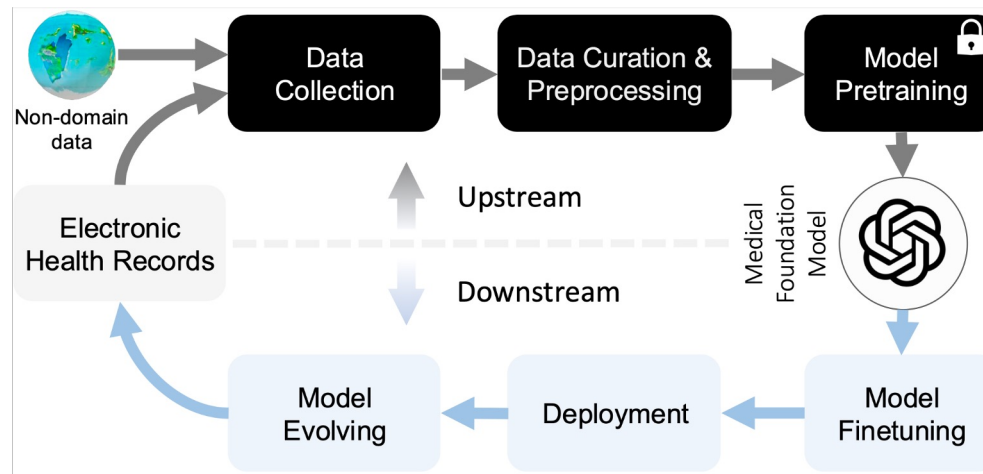 Data
Collection
Data Curation &
Preprocessing
Model
Pretraining
Non-domain
data
Upstream
Electronic
Health Records
Medical
Foundation
Model
Downstream
Model
Evolving
Deployment
Model
Finetuning